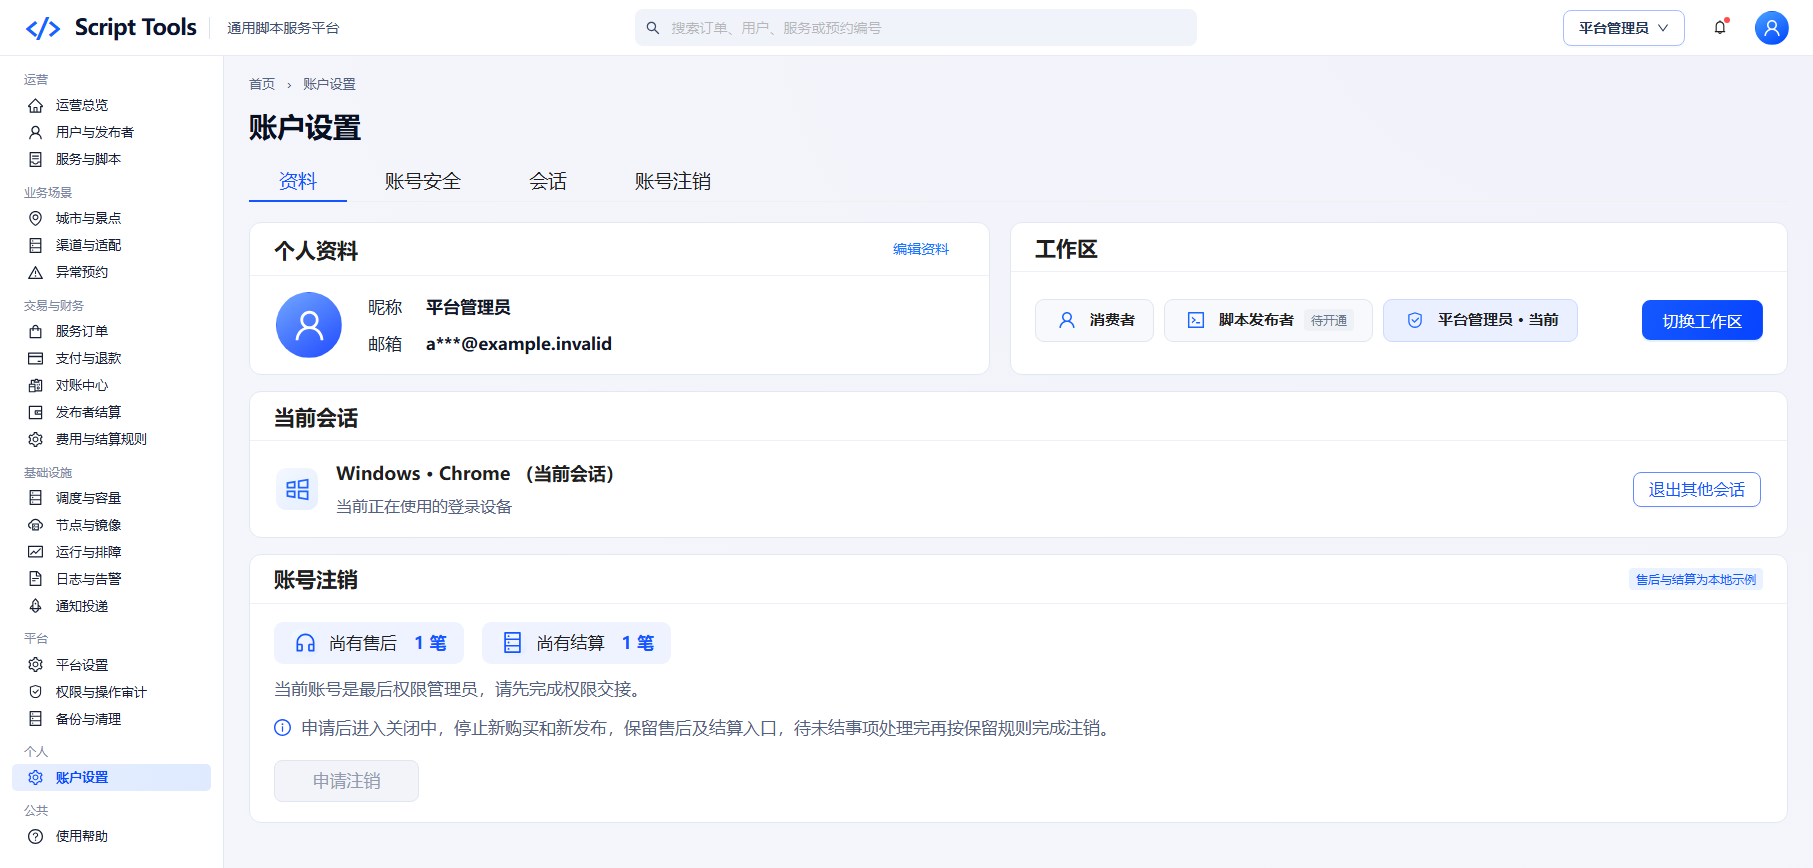 Script Tools 通用脚本服务平台 搜索订单、用户、服务或预约编号 平台管理员
运营
运营总览
用户与发布者
服务与脚本
业务场景
城市与景点
渠道与适配
异常预约
交易与财务
服务订单
支付与退款
对账中心
发布者结算
费用与结算规则
基础设施
调度与容量
节点与镜像
运行与排障
日志与告警
通知投递
平台
平台设置
权限与操作审计
备份与清理
个人
账户设置
公共
使用帮助
首页 › 账户设置
账户设置
资料 账号安全 会话 账号注销
个人资料 编辑资料
昵称 平台管理员
邮箱 a***@example.invalid
工作区
消费者 脚本发布者 待开通 平台管理员 • 当前 切换工作区
当前会话
Windows • Chrome （当前会话）
当前正在使用的登录设备
退出其他会话
账号注销 售后与结算为本地示例
尚有售后 1 笔 尚有结算 1 笔
当前账号是最后权限管理员，请先完成权限交接。
申请后进入关闭中，停止新购买和新发布，保留售后及结算入口，待未结事项处理完再按保留规则完成注销。
申请注销